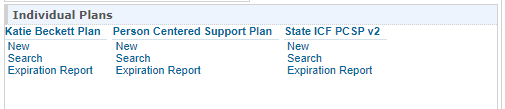 Individual Plans
Katie Beckett Plan Person Centered Support Plan State ICF PCSP v2
New New New
Search Search Search
Expiration Report Expiration Report Expiration Report